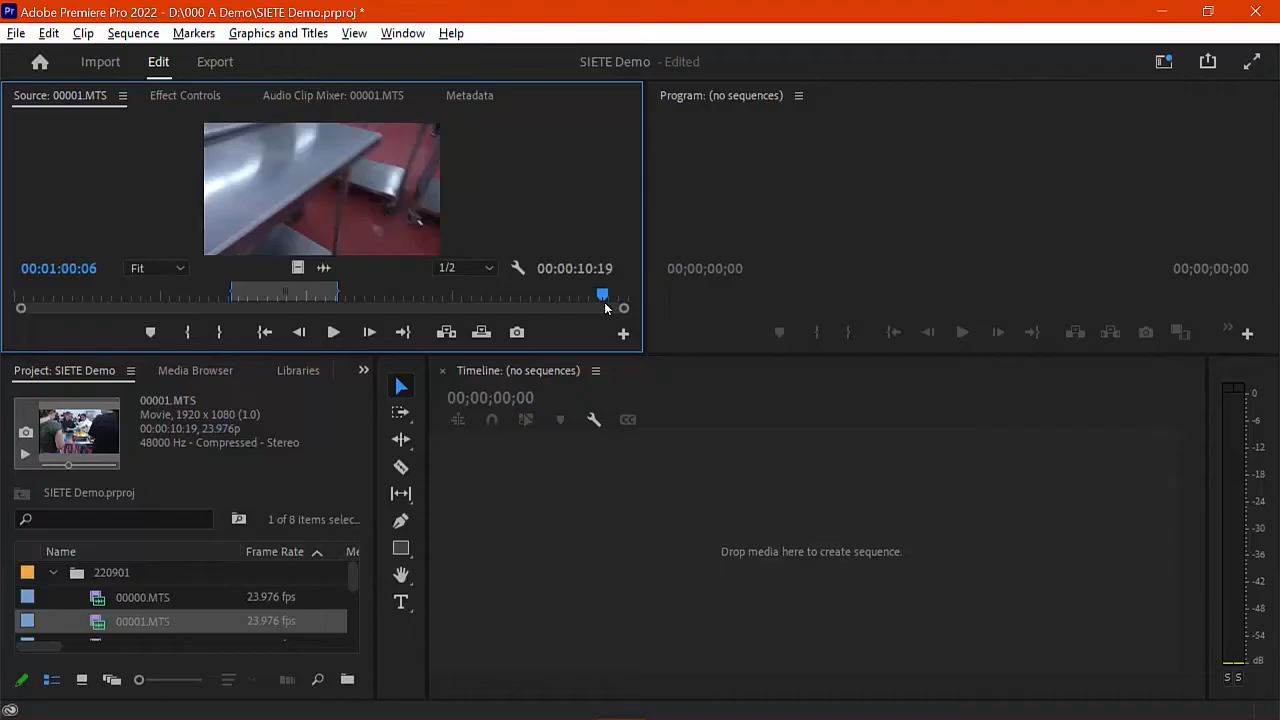 Pr Adobe Premiere Pro 2022 - D:\000 A Demo\SIETE Demo.prproj *
File Edit Clip Sequence Markers Graphics and Titles View Window Help
Import Edit Export SIETE Demo - Edited
Source: 00001.MTS Effect Controls Audio Clip Mixer: 00001.MTS Metadata
Program: (no sequences)
00:01:00:06 Fit 1/2 00:00:10:19
00;00;00;00 00;00;00;00
Project: SIETE Demo Media Browser Libraries
00001.MTS
Movie, 1920 x 1080 (1.0)
00:00:10:19, 23.976p
48000 Hz - Compressed - Stereo
SIETE Demo.prproj
1 of 8 items selec...
Name Frame Rate Me
220901
00000.MTS 23.976 fps
00001.MTS 23.976 fps
Timeline: (no sequences)
00;00;00;00
CC
Drop media here to create sequence.
T
0
-6
-12
-18
-24
-30
-36
-42
-48
-54
dB
S S